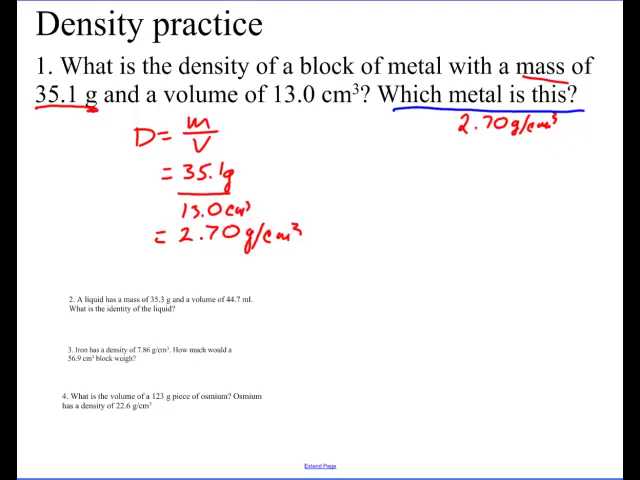 Density practice
1. What is the density of a block of metal with a mass of
35.1 g and a volume of 13.0 cm³? Which metal is this?
2.70 g/cm³
D = m/V
= 35.1g
13.0 cm³
= 2.70 g/cm³
2. A liquid has a mass of 35.3 g and a volume of 44.7 ml.
What is the identity of the liquid?
3. Iron has a density of 7.86 g/cm³. How much would a
56.9 cm³ block weigh?
4. What is the volume of a 123 g piece of osmium? Osmium
has a density of 22.6 g/cm³
Extend Page